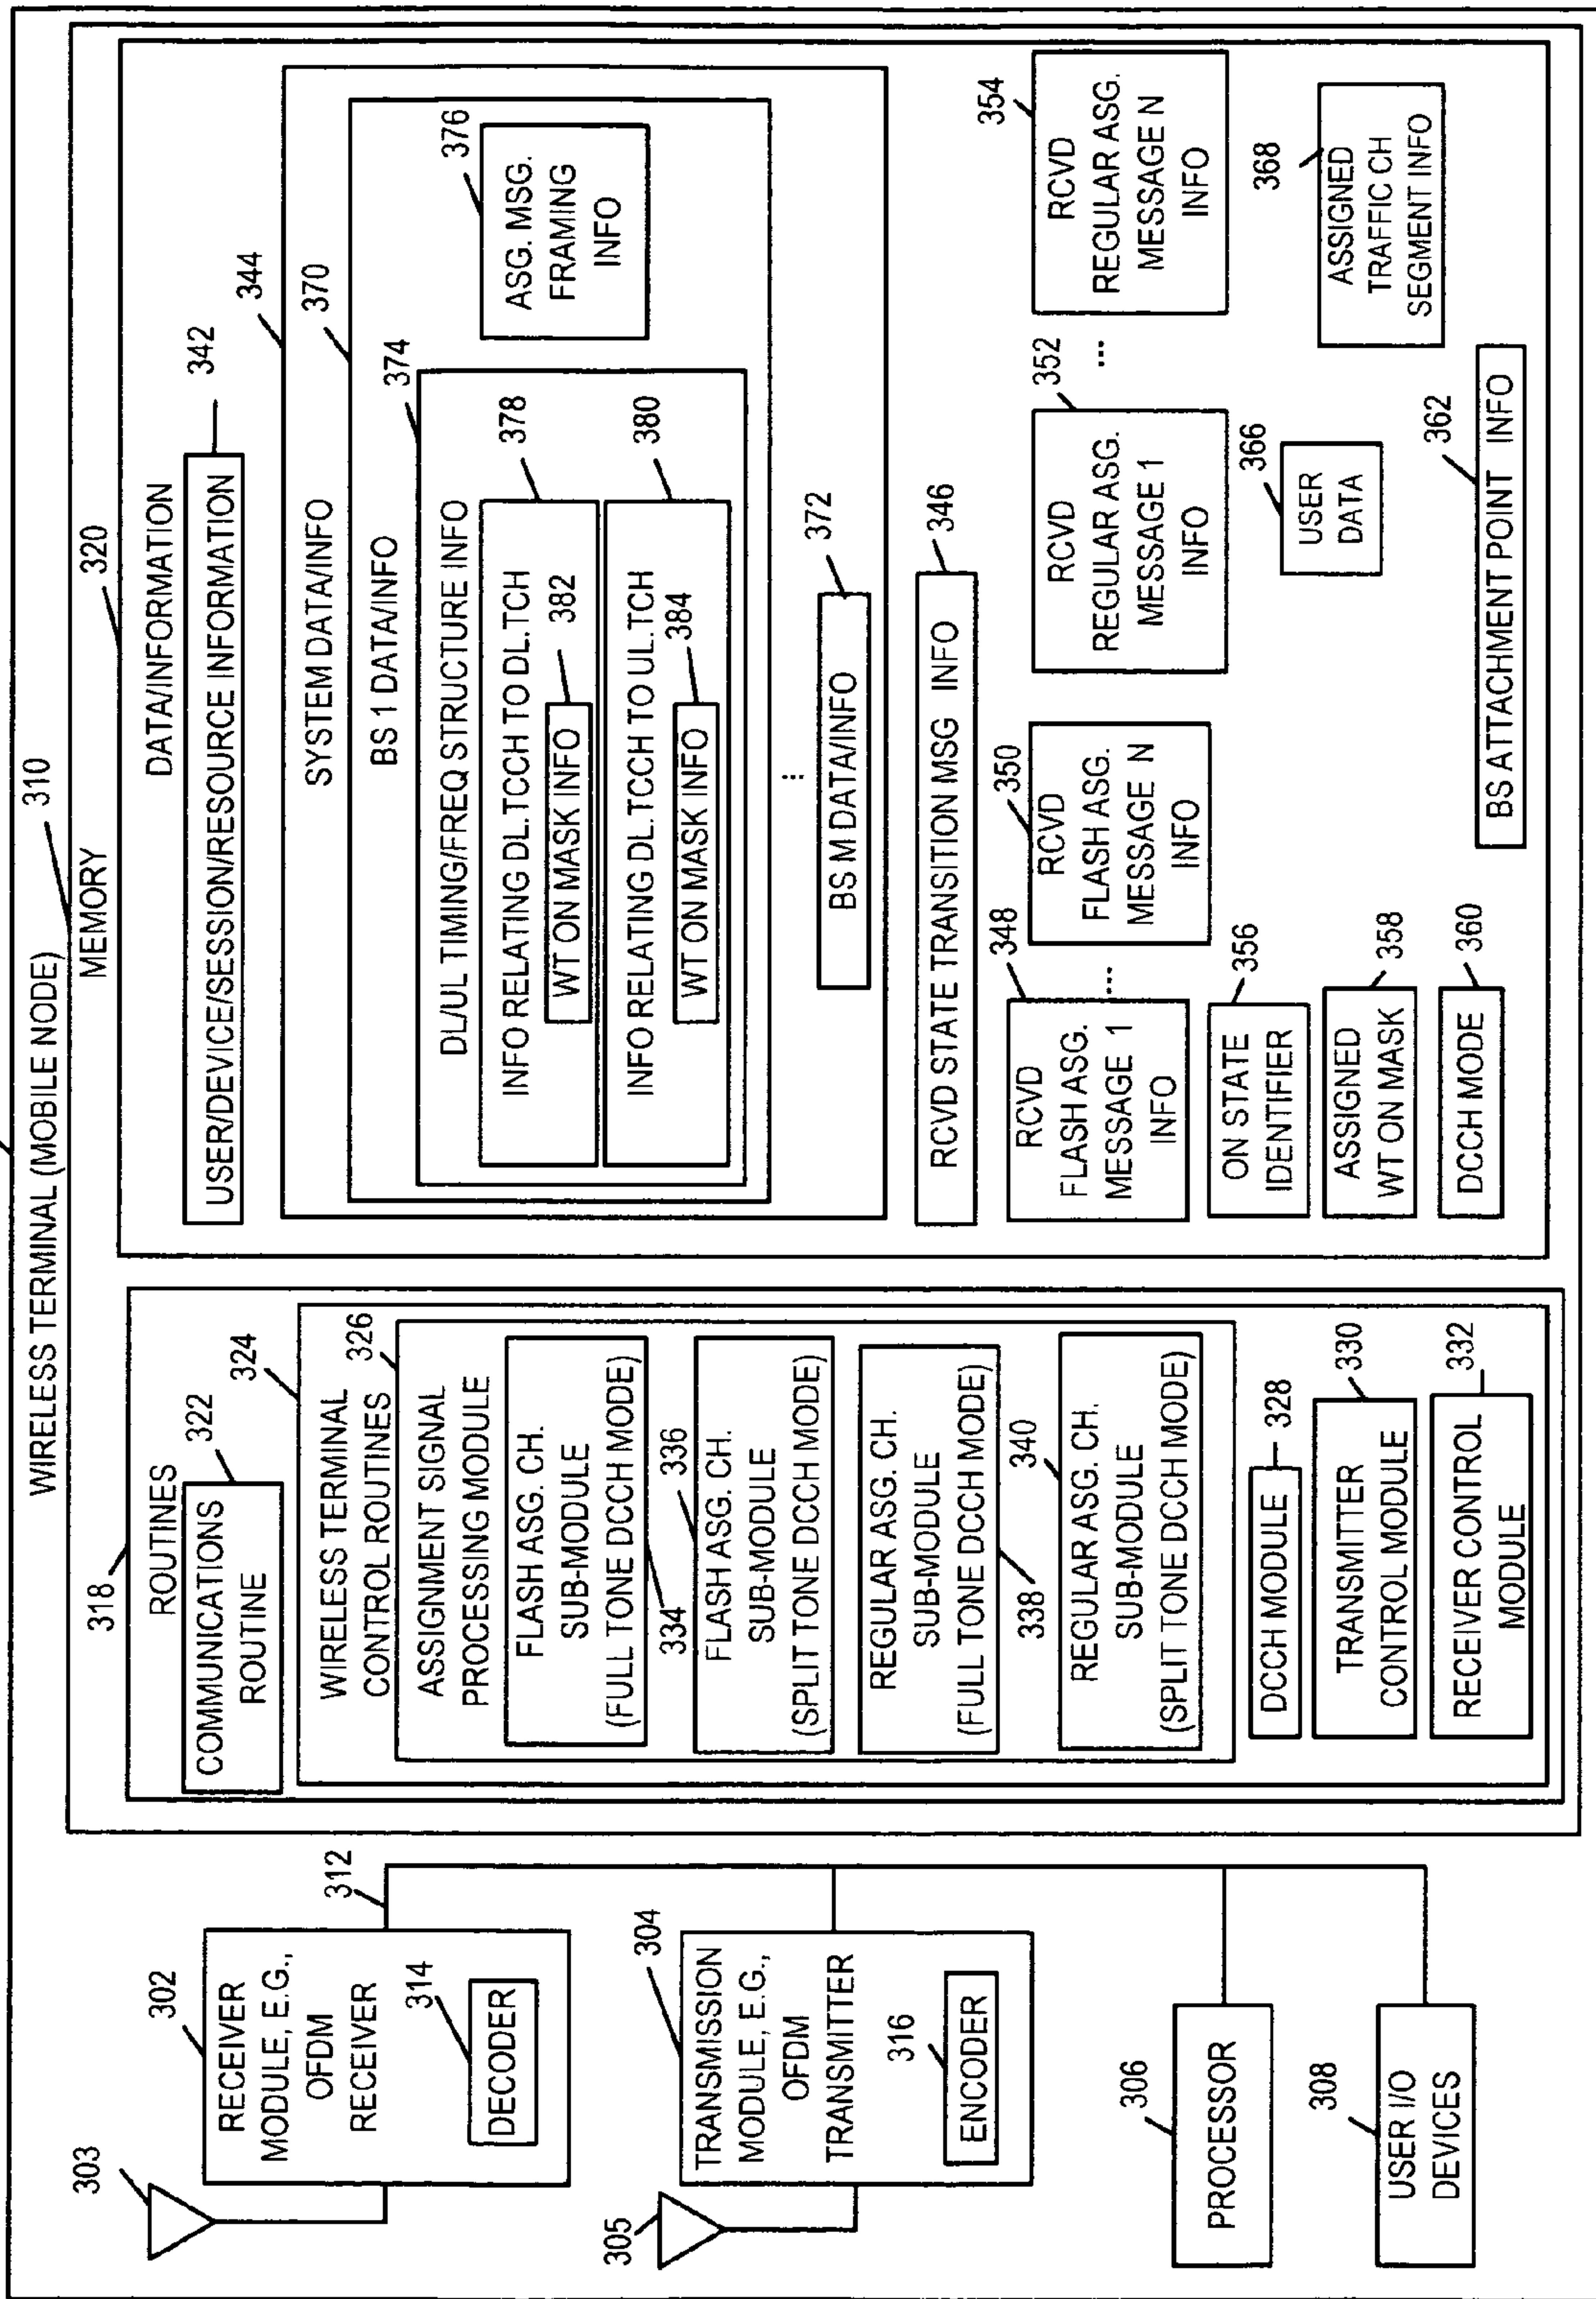 WIRELESS TERMINAL (MOBILE NODE)
310
MEMORY
303
302
RECEIVER
MODULE, E.G.,
OFDM
RECEIVER
314
DECODER
312
305
304
TRANSMISSION
MODULE, E.G.,
OFDM
TRANSMITTER
316
ENCODER
306
PROCESSOR
308
USER I/O
DEVICES
318
ROUTINES
322
COMMUNICATIONS
ROUTINE
324
WIRELESS TERMINAL
CONTROL ROUTINES
326
ASSIGNMENT SIGNAL
PROCESSING MODULE
FLASH ASG. CH.
SUB-MODULE
(FULL TONE DCCH MODE)
334
336
FLASH ASG. CH.
SUB-MODULE
(SPLIT TONE DCCH MODE)
REGULAR ASG. CH.
SUB-MODULE
(FULL TONE DCCH MODE)
338
340
REGULAR ASG. CH.
SUB-MODULE
(SPLIT TONE DCCH MODE)
328
DCCH MODULE
330
TRANSMITTER
CONTROL MODULE
332
RECEIVER CONTROL
MODULE
320
DATA/INFORMATION
342
USER/DEVICE/SESSION/RESOURCE INFORMATION
344
SYSTEM DATA/INFO
370
BS 1 DATA/INFO
374
DL/UL TIMING/FREQ STRUCTURE INFO
378
INFO RELATING DL.TCCH TO DL.TCH
382
WT ON MASK INFO
380
INFO RELATING DL.TCCH TO UL.TCH
384
WT ON MASK INFO
376
ASG. MSG.
FRAMING
INFO
...
372
BS M DATA/INFO
346
RCVD STATE TRANSITION MSG INFO
348
RCVD
FLASH ASG.
MESSAGE 1
INFO
...
350
RCVD
FLASH ASG.
MESSAGE N
INFO
352
RCVD
REGULAR ASG.
MESSAGE 1
INFO
...
354
RCVD
REGULAR ASG.
MESSAGE N
INFO
356
ON STATE
IDENTIFIER
358
ASSIGNED
WT ON MASK
360
DCCH MODE
366
USER
DATA
368
ASSIGNED
TRAFFIC CH
SEGMENT INFO
362
BS ATTACHMENT POINT INFO